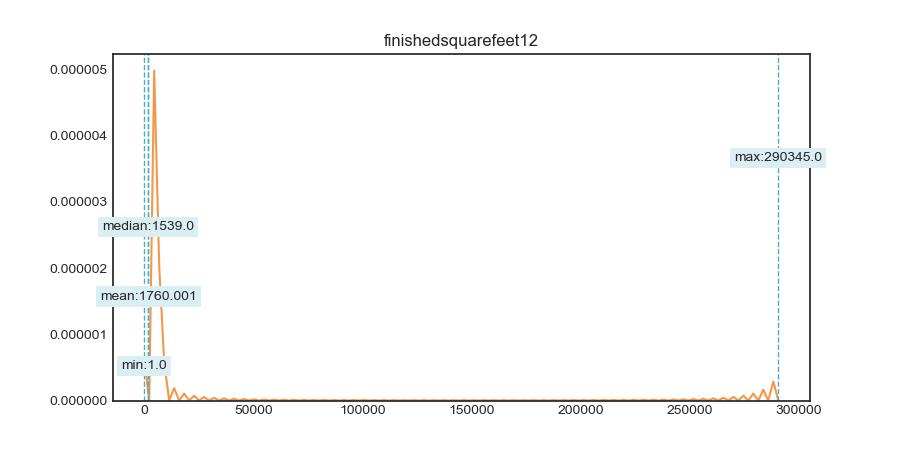 finishedsquarefeet12
0.000005
0.000004
max:290345.0
0.000003
median:1539.0
0.000002
mean:1760.001
0.000001
min:1.0
0.000000
0 50000 100000 150000 200000 250000 300000